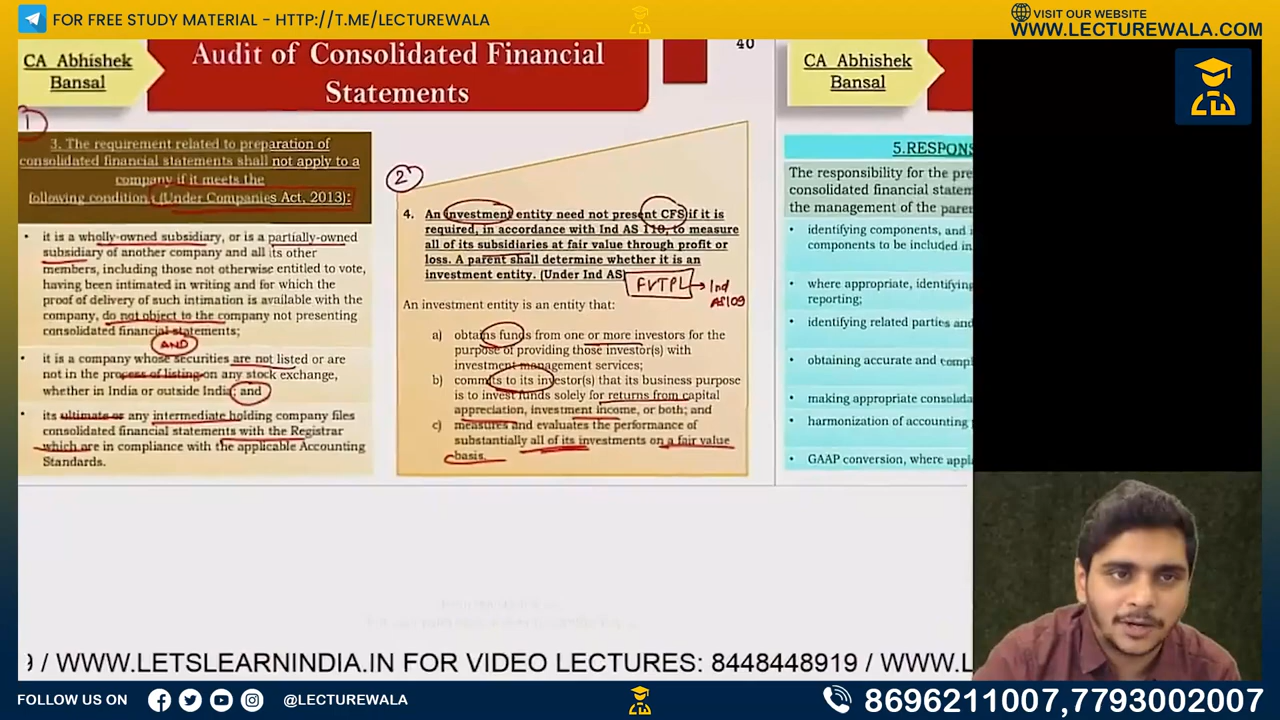 FOR FREE STUDY MATERIAL - HTTP://T.ME/LECTUREWALA
VISIT OUR WEBSITE
WWW.LECTUREWALA.COM
CA Abhishek
Bansal
Audit of Consolidated Financial
Statements
40
CA Abhishek
Bansal
1
3. The requirement related to preparation of
consolidated financial statements shall not apply to a
company if it meets the
following conditions (Under Companies Act, 2013):
• it is a wholly-owned subsidiary, or is a partially-owned
subsidiary of another company and all its other
members, including those not otherwise entitled to vote,
having been intimated in writing and for which the
proof of delivery of such intimation is available with the
company, do not object to the company not presenting
consolidated financial statements;
AND
• it is a company whose securities are not listed or are
not in the process of listing on any stock exchange,
whether in India or outside India; and
• its ultimate or any intermediate holding company files
consolidated financial statements with the Registrar
which are in compliance with the applicable Accounting
Standards.
2
4. An investment entity need not present CFS if it is
required, in accordance with Ind AS 110, to measure
all of its subsidiaries at fair value through profit or
loss. A parent shall determine whether it is an
investment entity. (Under Ind AS)
FVTPL → Ind
AS109
An investment entity is an entity that:
a) obtains funds from one or more investors for the
purpose of providing those investor(s) with
investment management services;
b) commits to its investor(s) that its business purpose
is to invest funds solely for returns from capital
appreciation, investment income, or both; and
c) measures and evaluates the performance of
substantially all of its investments on a fair value
basis.
5.RESPONS
The responsibility for the pre
consolidated financial statem
the management of the paren
• identifying components, and
components to be included in
• where appropriate, identifying
reporting;
• identifying related parties and
• obtaining accurate and compl
• making appropriate consolida
• harmonization of accounting
• GAAP conversion, where appl
9 / WWW.LETSLEARNINDIA.IN FOR VIDEO LECTURES: 8448448919 / WWW.L
FOLLOW US ON
@LECTUREWALA
8696211007,7793002007